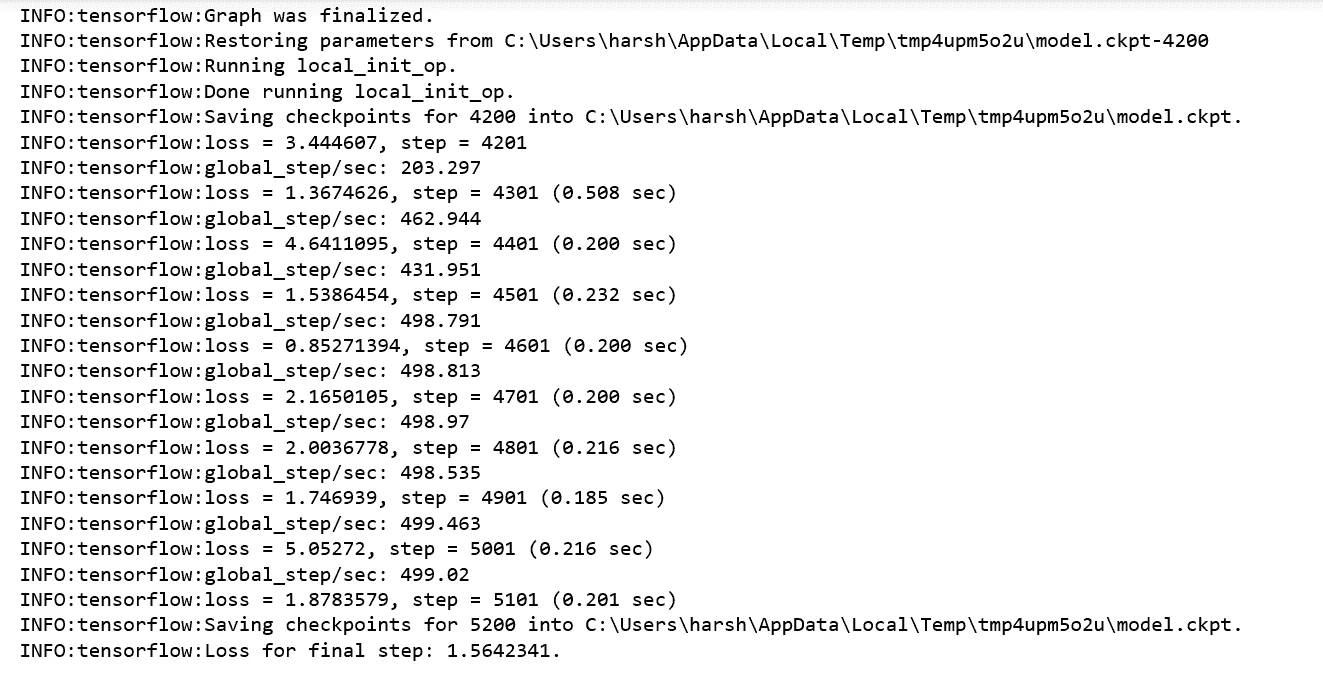 INFO:tensorflow:Graph was finalized.
INFO:tensorflow:Restoring parameters from C:\Users\harsh\AppData\Local\Temp\tmp4upm5o2u\model.ckpt-4200
INFO:tensorflow:Running local_init_op.
INFO:tensorflow:Done running local_init_op.
INFO:tensorflow:Saving checkpoints for 4200 into C:\Users\harsh\AppData\Local\Temp\tmp4upm5o2u\model.ckpt.
INFO:tensorflow:loss = 3.444607, step = 4201
INFO:tensorflow:global_step/sec: 203.297
INFO:tensorflow:loss = 1.3674626, step = 4301 (0.508 sec)
INFO:tensorflow:global_step/sec: 462.944
INFO:tensorflow:loss = 4.6411095, step = 4401 (0.200 sec)
INFO:tensorflow:global_step/sec: 431.951
INFO:tensorflow:loss = 1.5386454, step = 4501 (0.232 sec)
INFO:tensorflow:global_step/sec: 498.791
INFO:tensorflow:loss = 0.85271394, step = 4601 (0.200 sec)
INFO:tensorflow:global_step/sec: 498.813
INFO:tensorflow:loss = 2.1650105, step = 4701 (0.200 sec)
INFO:tensorflow:global_step/sec: 498.97
INFO:tensorflow:loss = 2.0036778, step = 4801 (0.216 sec)
INFO:tensorflow:global_step/sec: 498.535
INFO:tensorflow:loss = 1.746939, step = 4901 (0.185 sec)
INFO:tensorflow:global_step/sec: 499.463
INFO:tensorflow:loss = 5.05272, step = 5001 (0.216 sec)
INFO:tensorflow:global_step/sec: 499.02
INFO:tensorflow:loss = 1.8783579, step = 5101 (0.201 sec)
INFO:tensorflow:Saving checkpoints for 5200 into C:\Users\harsh\AppData\Local\Temp\tmp4upm5o2u\model.ckpt.
INFO:tensorflow:Loss for final step: 1.5642341.